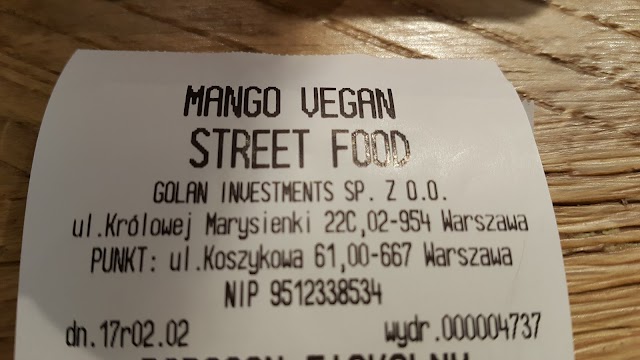 MANGO VEGAN
STREET FOOD
GOLAN INVESTMENTS SP. Z O.O.
ul.Królowej Marysienki 22C,02-954 Warszawa
PUNKT: ul.Koszykowa 61,00-667 Warszawa
NIP 9512338534
dn.17r02.02 wydr.000004737